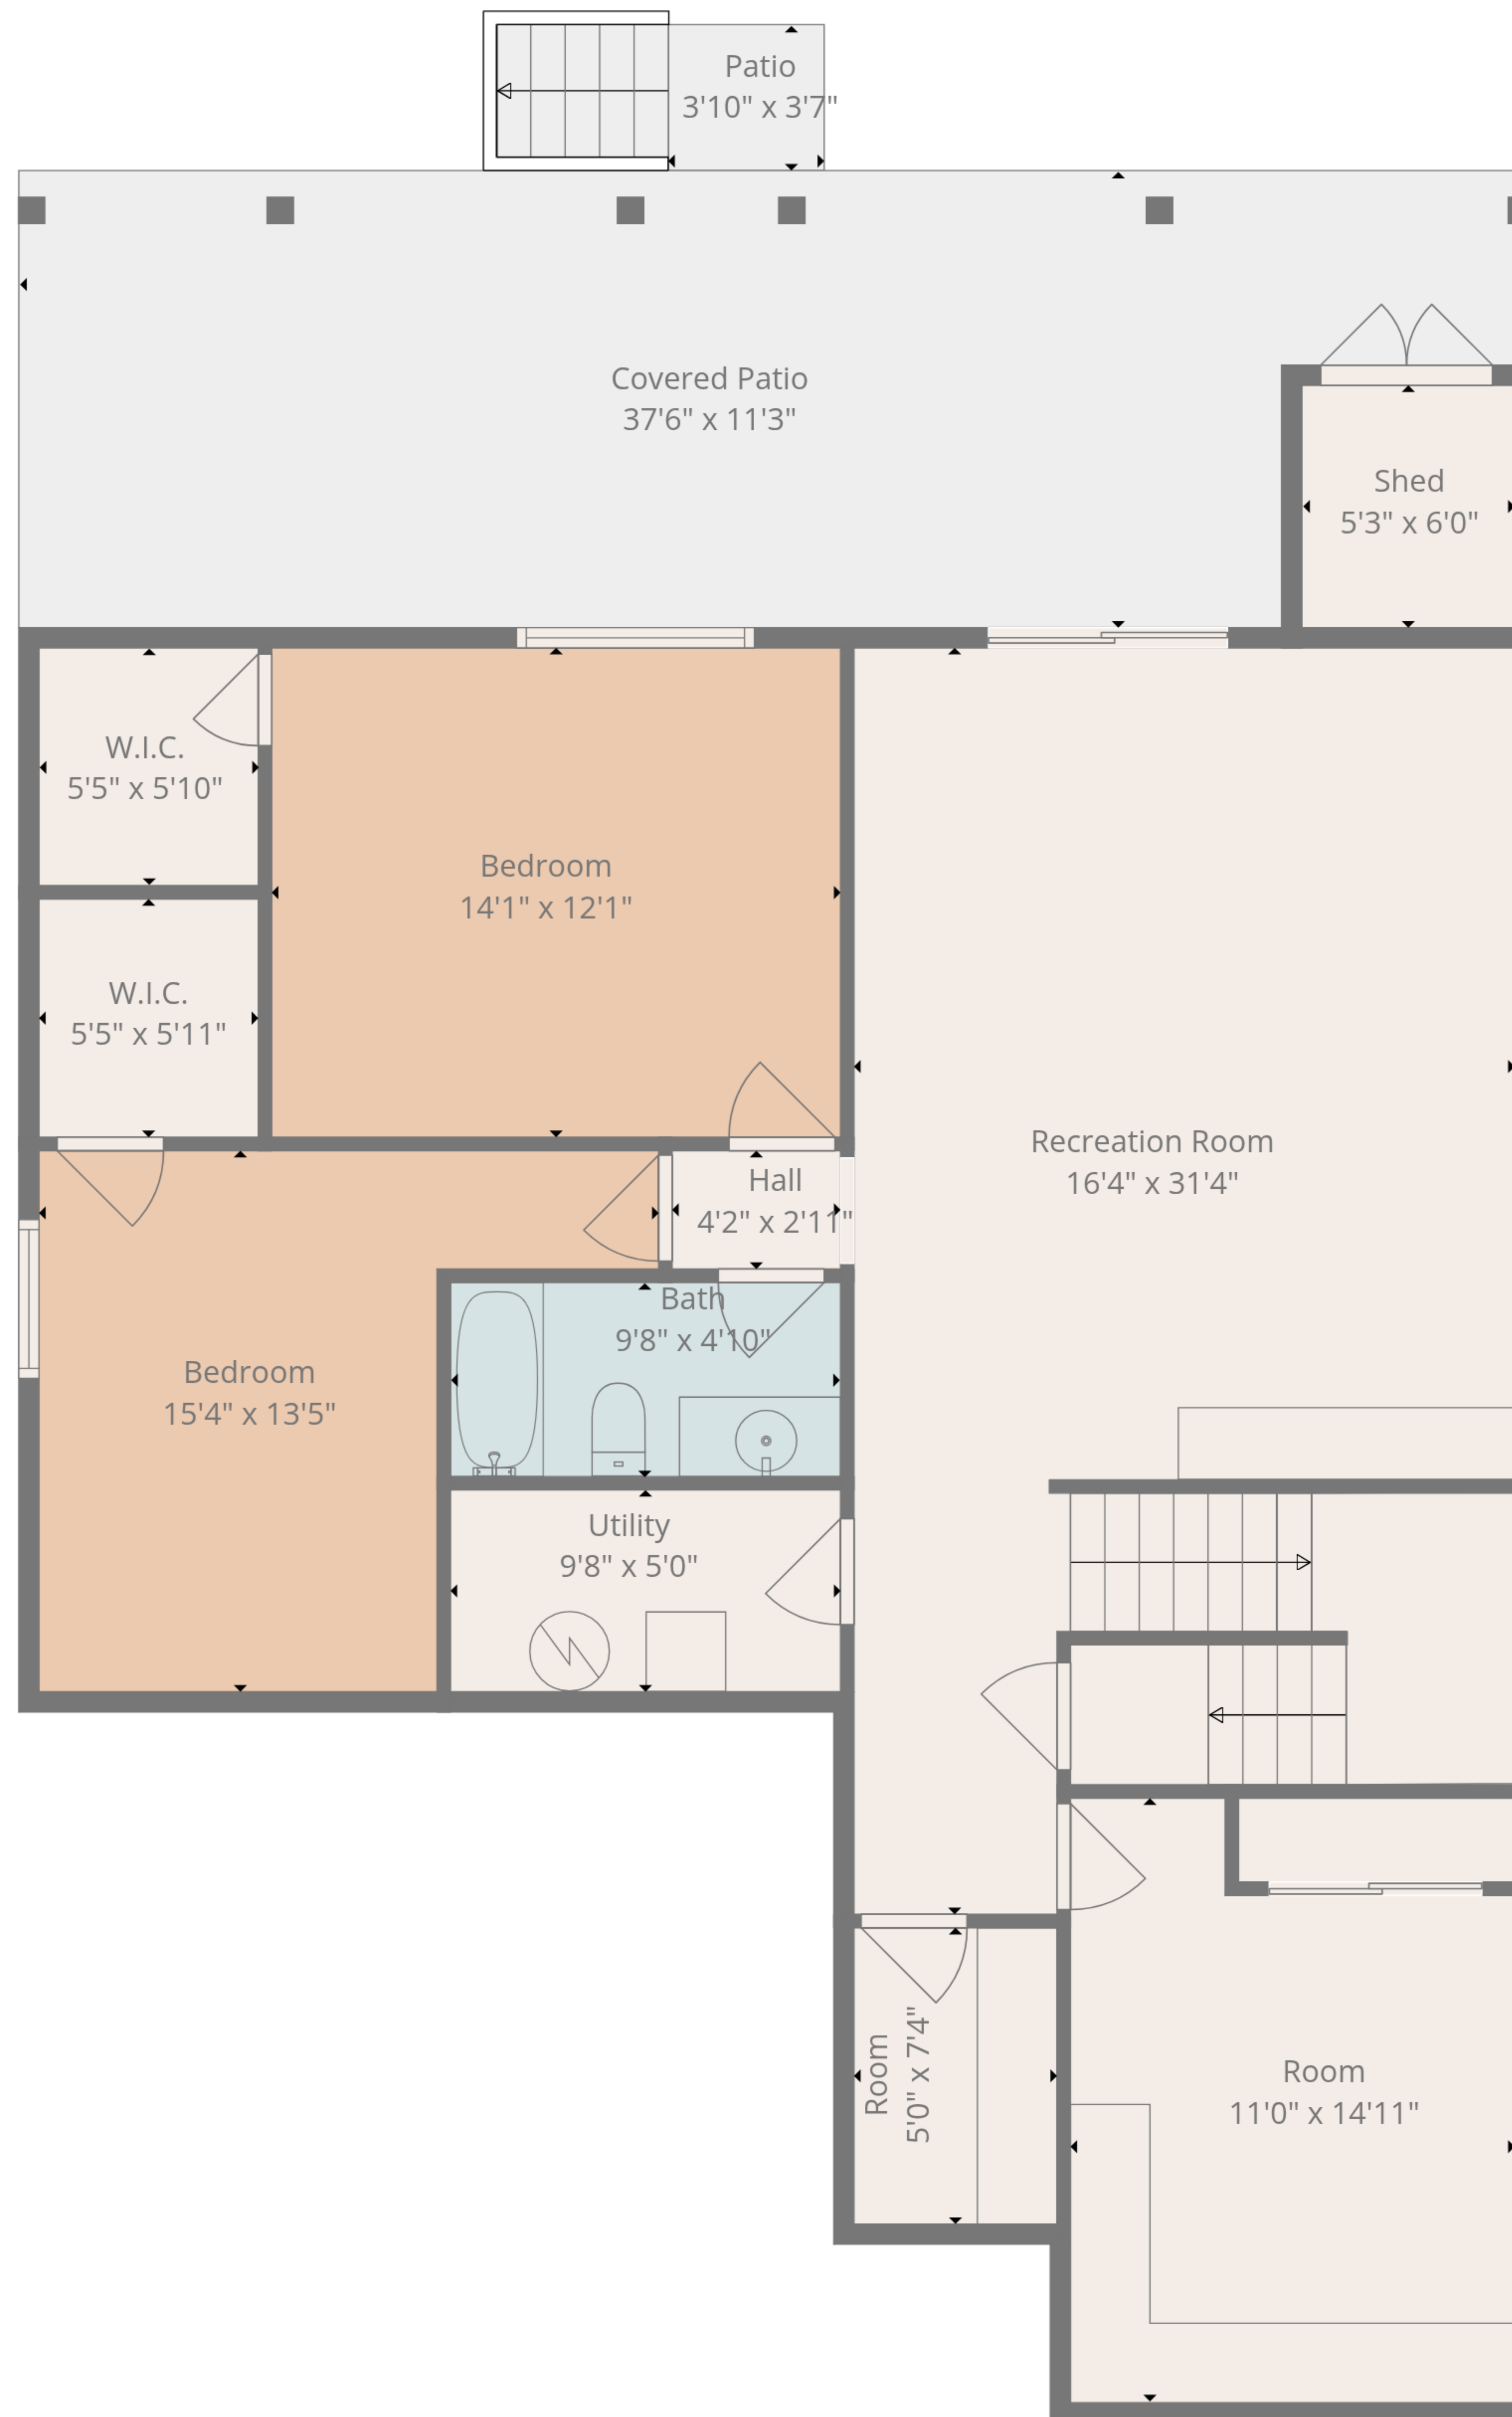 Patio
3'10" x 3'7"
Covered Patio
37'6" x 11'3"
Shed
5'3" x 6'0"
W.I.C.
5'5" x 5'10"
Bedroom
14'1" x 12'1"
W.I.C.
5'5" x 5'11"
Recreation Room
16'4" x 31'4"
Hall
4'2" x 2'11"
Bath
9'8" x 4'10"
Bedroom
15'4" x 13'5"
Utility
9'8" x 5'0"
Room
5'0" x 7'4"
Room
11'0" x 14'11"